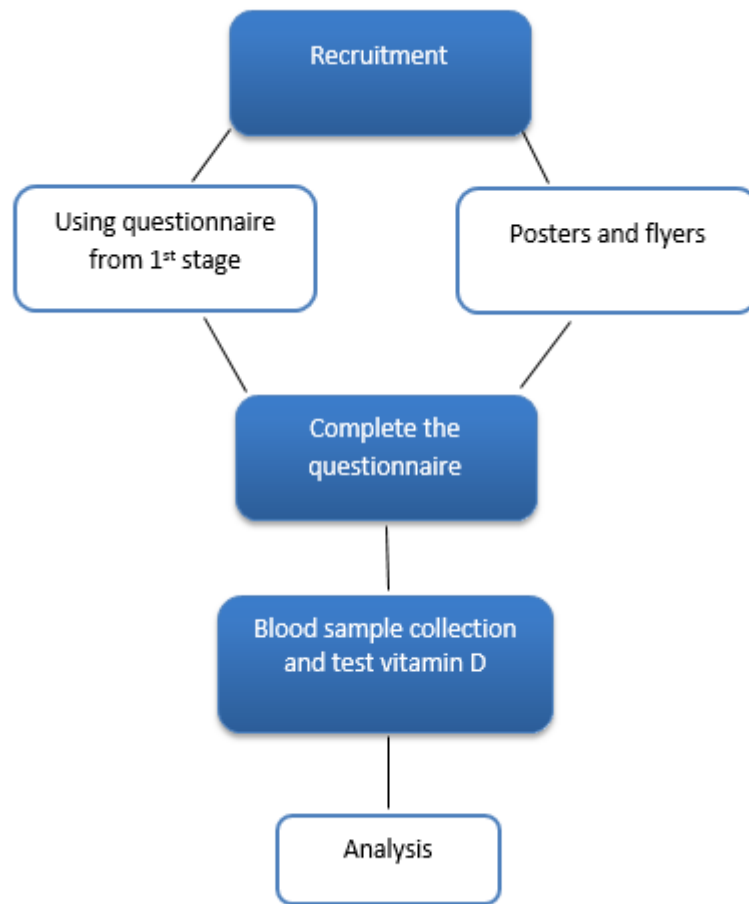 Recruitment
Using questionnaire
from 1st stage
Posters and flyers
Complete the
questionnaire
Blood sample collection
and test vitamin D
Analysis